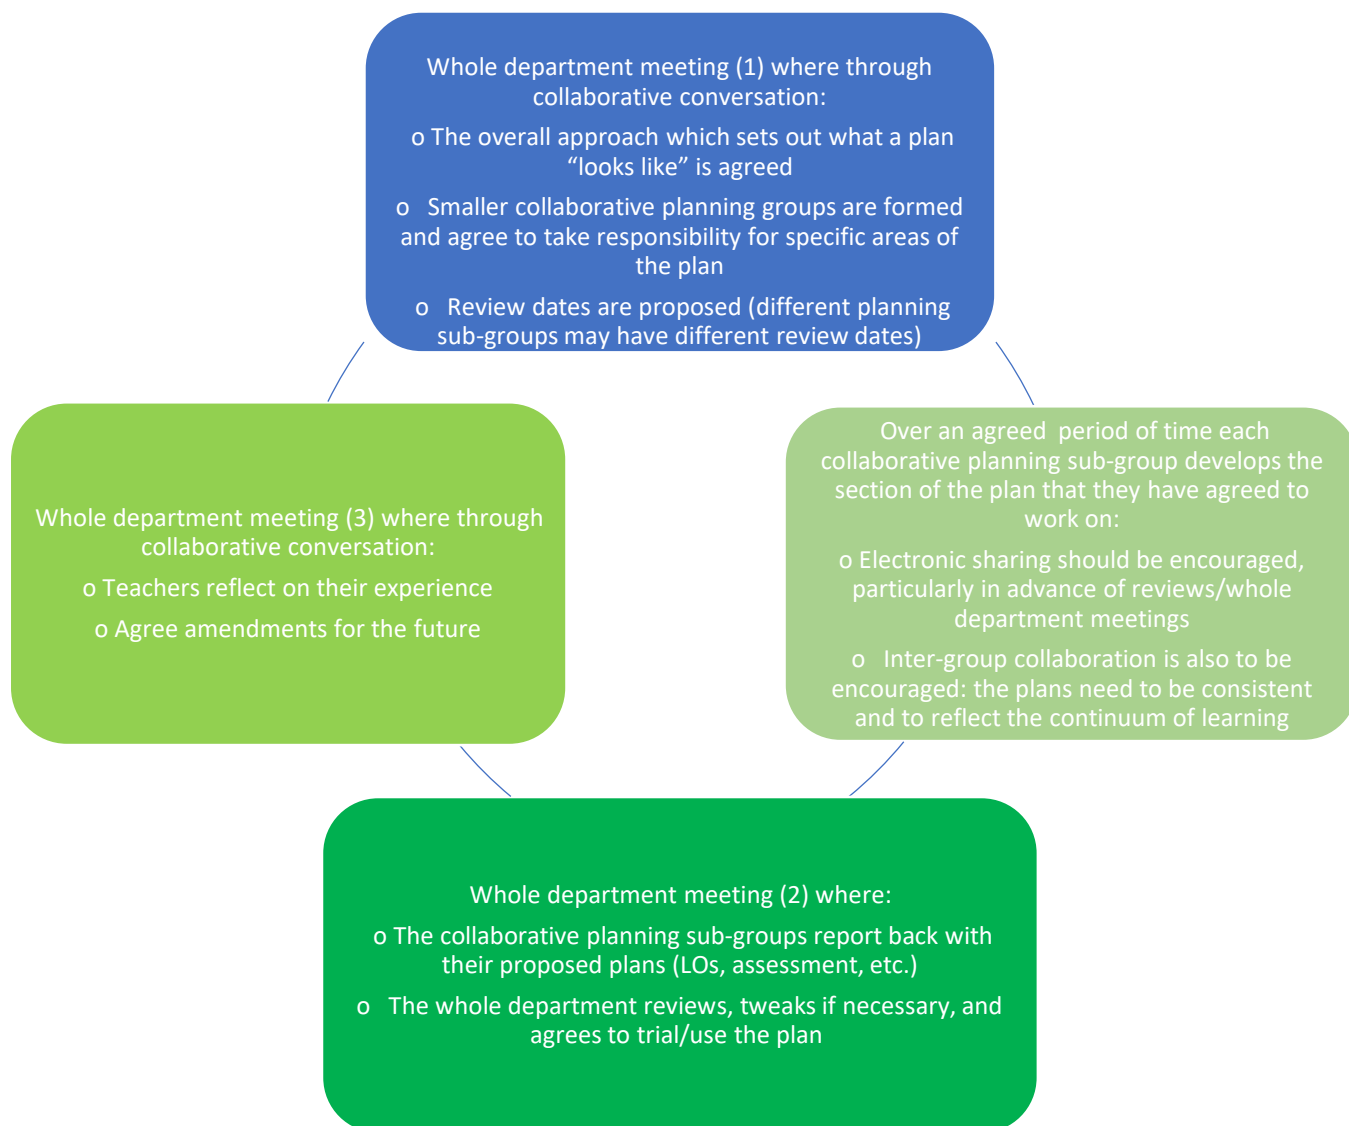 Whole department meeting (1) where through
collaborative conversation:
o The overall approach which sets out what a plan
“looks like” is agreed
o Smaller collaborative planning groups are formed
and agree to take responsibility for specific areas of
the plan
o Review dates are proposed (different planning
sub-groups may have different review dates)
Over an agreed period of time each
collaborative planning sub-group develops the
section of the plan that they have agreed to
work on:
o Electronic sharing should be encouraged,
particularly in advance of reviews/whole
department meetings
o Inter-group collaboration is also to be
encouraged: the plans need to be consistent
and to reflect the continuum of learning
Whole department meeting (2) where:
o The collaborative planning sub-groups report back with
their proposed plans (LOs, assessment, etc.)
o The whole department reviews, tweaks if necessary, and
agrees to trial/use the plan
Whole department meeting (3) where through
collaborative conversation:
o Teachers reflect on their experience
o Agree amendments for the future